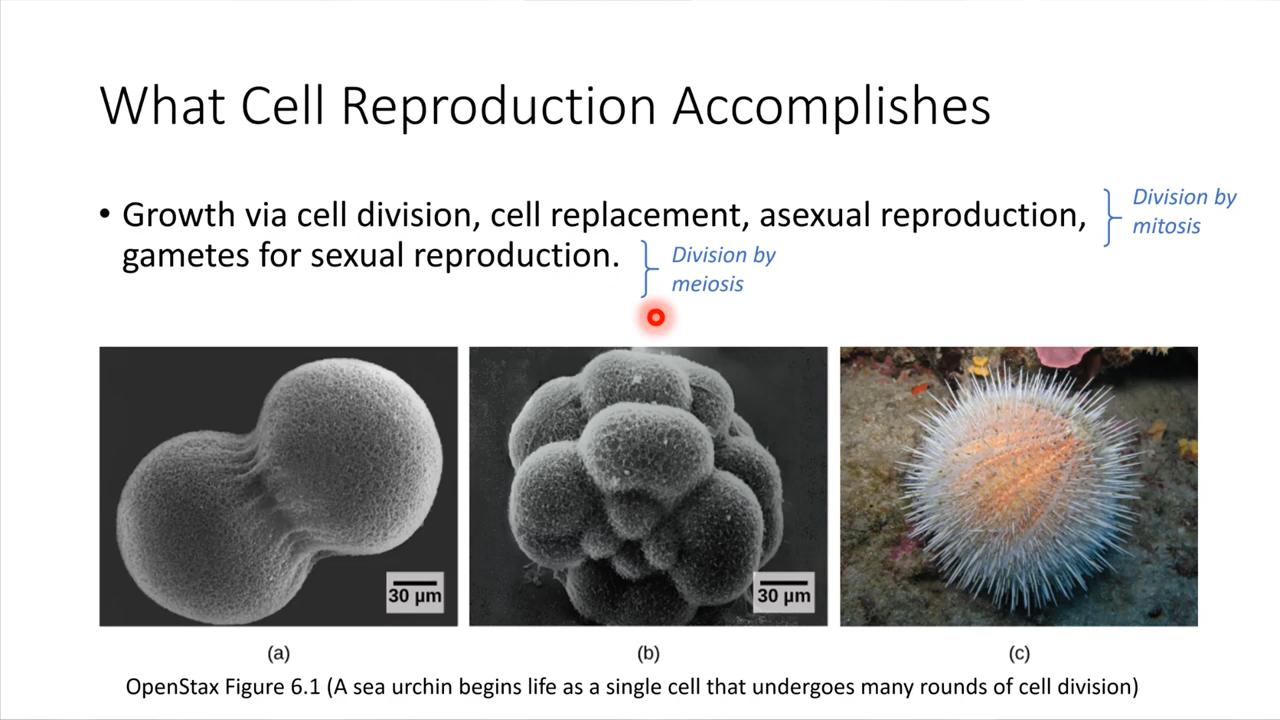 What Cell Reproduction Accomplishes
• Growth via cell division, cell replacement, asexual reproduction,
gametes for sexual reproduction.
Division by
mitosis
Division by
meiosis
30 µm
30 µm
(a)
(b)
(c)
OpenStax Figure 6.1 (A sea urchin begins life as a single cell that undergoes many rounds of cell division)